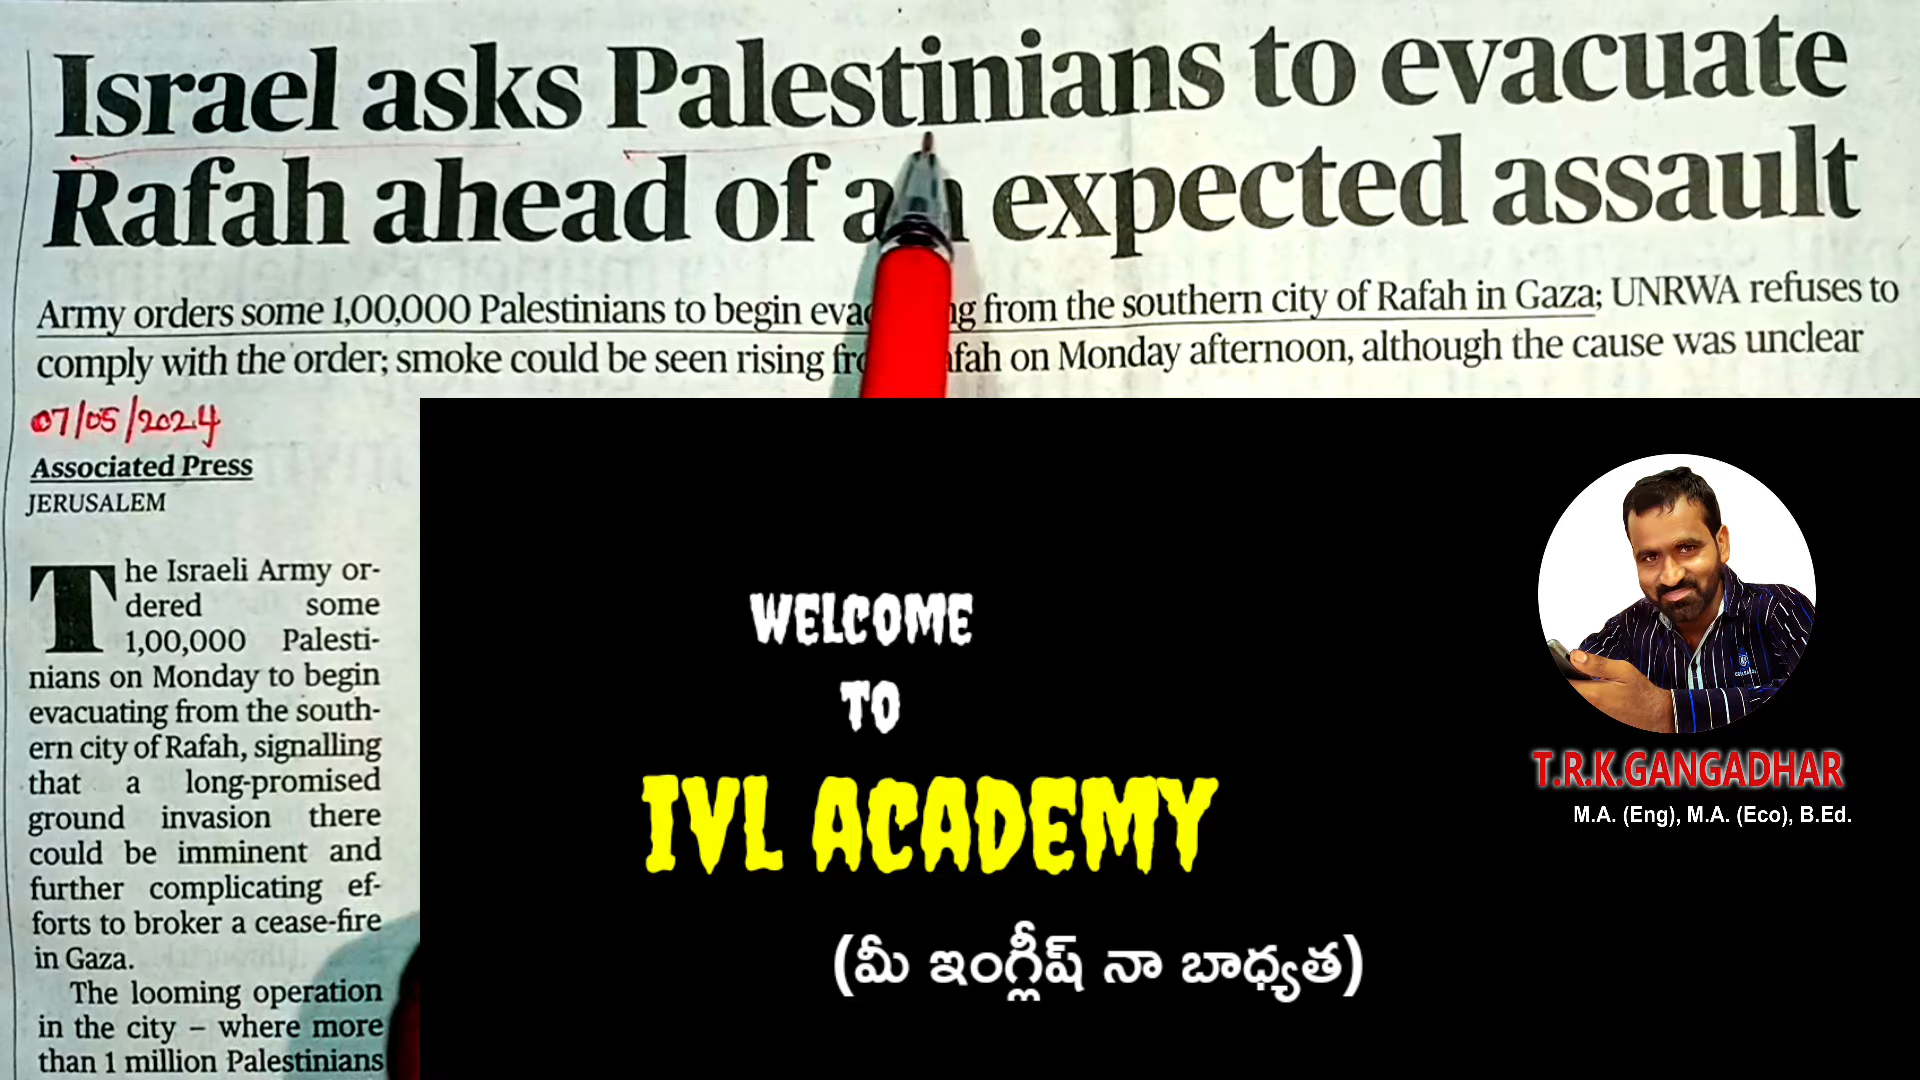 Israel asks Palestinians to evacuate
Rafah ahead of an expected assault
Army orders some 1,00,000 Palestinians to begin from the southern city of Rafah in Gaza; UNRWA refuses to
comply with the order; smoke could be seen rising on Monday afternoon, although the cause was unclear
07/05/2024
Associated Press
JERUSALEM
The Israeli Army or-
dered some
1,00,000 Palesti-
nians on Monday to begin
evacuating from the south-
ern city of Rafah, signalling
that a long-promised
ground invasion there
could be imminent and
further complicating ef-
forts to broker a cease-fire
in Gaza.
The looming operation
in the city – where more
than 1 million Palestinians
WELCOME
TO
IVL ACADEMY
(మీ ఇంగ్లీష్ నా బాధ్యత)
T.R.K.GANGADHAR
M.A. (Eng), M.A. (Eco), B.Ed.